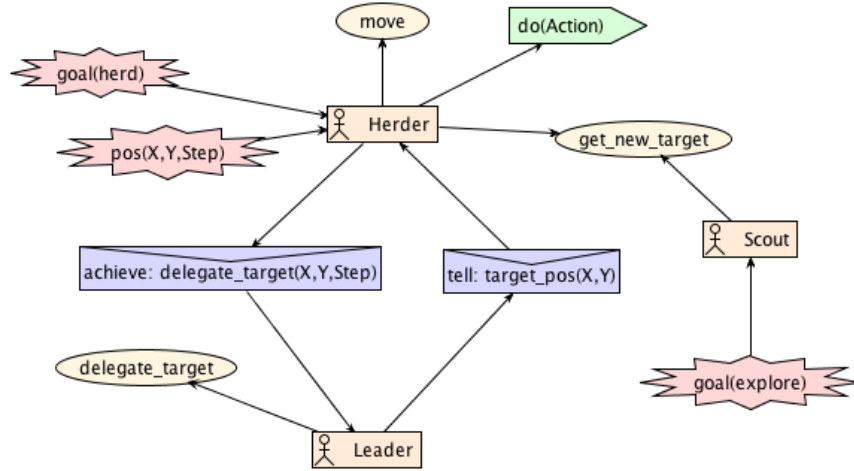 move
do(Action)
goal(herd)
Herder
pos(X,Y,Step)
get_new_target
Scout
achieve: delegate_target(X,Y,Step)
tell: target_pos(X,Y)
delegate_target
goal(explore)
Leader